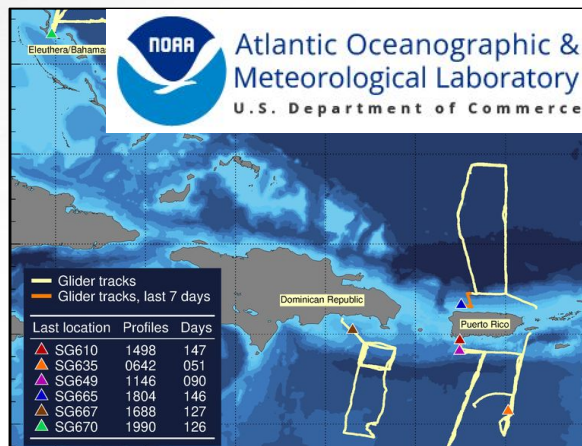 Eleuthera/Bahamas
NOAA
Atlantic Oceanographic &
Meteorological Laboratory
U.S. Department of Commerce
Dominican Republic
Puerto Rico
Glider tracks
Glider tracks, last 7 days
Last location Profiles Days
SG610 1498 147
SG635 0642 051
SG649 1146 090
SG665 1804 146
SG667 1688 127
SG670 1990 126